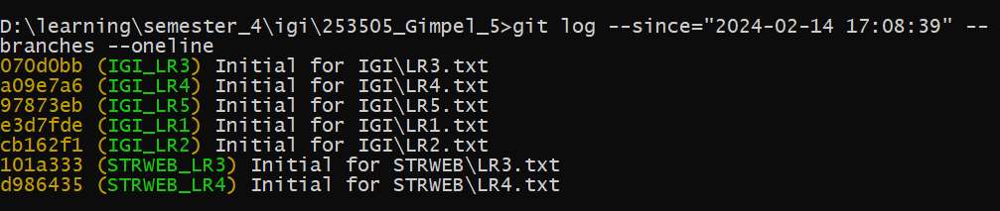 D:\learning\semester_4\igi\253505_Gimpel_5>git log --since="2024-02-14 17:08:39" --
branches --oneline
070d0bb (IGI_LR3) Initial for IGI\LR3.txt
a09e7a6 (IGI_LR4) Initial for IGI\LR4.txt
97873eb (IGI_LR5) Initial for IGI\LR5.txt
e3d7fde (IGI_LR1) Initial for IGI\LR1.txt
cb162f1 (IGI_LR2) Initial for IGI\LR2.txt
101a333 (STRWEB_LR3) Initial for STRWEB\LR3.txt
d986435 (STRWEB_LR4) Initial for STRWEB\LR4.txt